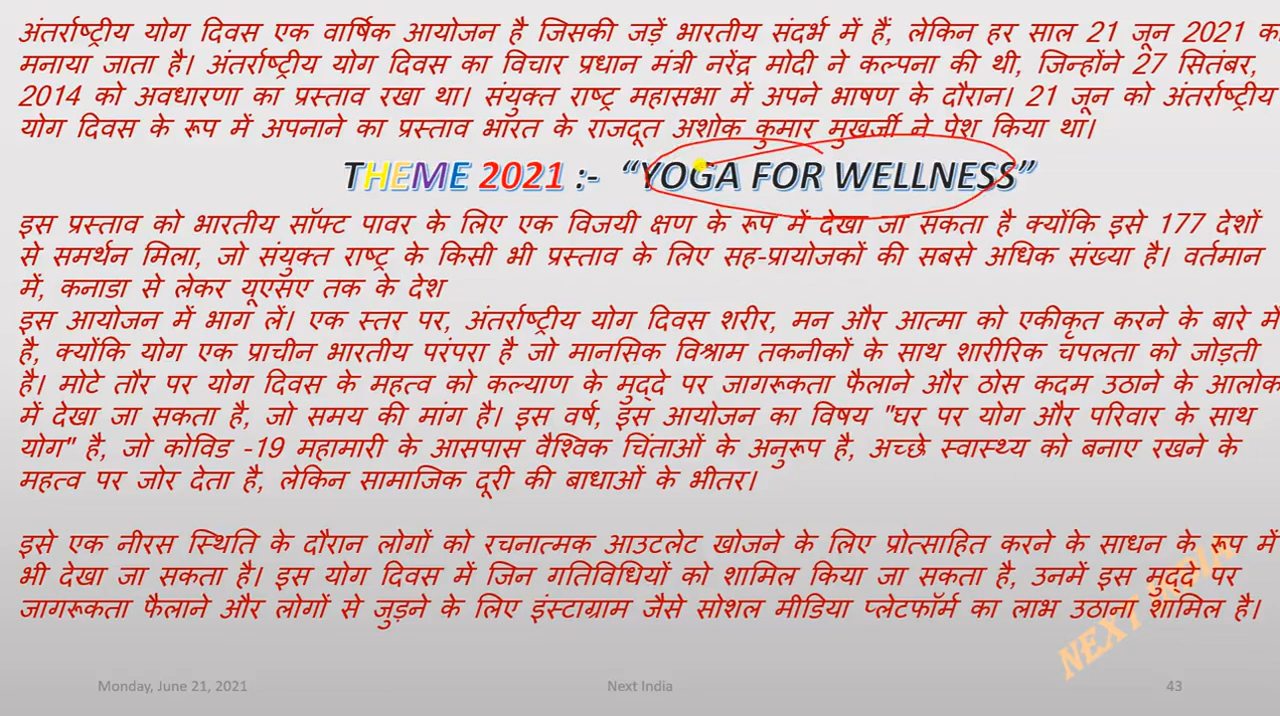 अंतर्राष्ट्रीय योग दिवस एक वार्षिक आयोजन है जिसकी जड़ें भारतीय संदर्भ में हैं, लेकिन हर साल 21 जून 2021 को
मनाया जाता है। अंतर्राष्ट्रीय योग दिवस का विचार प्रधान मंत्री नरेंद्र मोदी ने कल्पना की थी, जिन्होंने 27 सितंबर,
2014 को अवधारणा का प्रस्ताव रखा था। संयुक्त राष्ट्र महासभा में अपने भाषण के दौरान। 21 जून को अंतर्राष्ट्रीय
योग दिवस के रूप में अपनाने का प्रस्ताव भारत के राजदूत अशोक कुमार मुखर्जी ने पेश किया था।
THEME 2021 :- “YOGA FOR WELLNESS”
इस प्रस्ताव को भारतीय सॉफ्ट पावर के लिए एक विजयी क्षण के रूप में देखा जा सकता है क्योंकि इसे 177 देशों
से समर्थन मिला, जो संयुक्त राष्ट्र के किसी भी प्रस्ताव के लिए सह-प्रायोजकों की सबसे अधिक संख्या है। वर्तमान
में, कनाडा से लेकर यूएसए तक के देश
इस आयोजन में भाग लें। एक स्तर पर, अंतर्राष्ट्रीय योग दिवस शरीर, मन और आत्मा को एकीकृत करने के बारे में
है, क्योंकि योग एक प्राचीन भारतीय परंपरा है जो मानसिक विश्राम तकनीकों के साथ शारीरिक चपलता को जोड़ती
है। मोटे तौर पर योग दिवस के महत्व को कल्याण के मुद्दे पर जागरूकता फैलाने और ठोस कदम उठाने के आलोक
में देखा जा सकता है, जो समय की मांग है। इस वर्ष, इस आयोजन का विषय "घर पर योग और परिवार के साथ
योग" है, जो कोविड -19 महामारी के आसपास वैश्विक चिंताओं के अनुरूप है, अच्छे स्वास्थ्य को बनाए रखने के
महत्व पर जोर देता है, लेकिन सामाजिक दूरी की बाधाओं के भीतर।
इसे एक नीरस स्थिति के दौरान लोगों को रचनात्मक आउटलेट खोजने के लिए प्रोत्साहित करने के साधन के रूप में
भी देखा जा सकता है। इस योग दिवस में जिन गतिविधियों को शामिल किया जा सकता है, उनमें इस मुद्दे पर
जागरूकता फैलाने और लोगों से जुड़ने के लिए इंस्टाग्राम जैसे सोशल मीडिया प्लेटफॉर्म का लाभ उठाना शामिल है।
NEXT INDIA
Monday, June 21, 2021 Next India 43